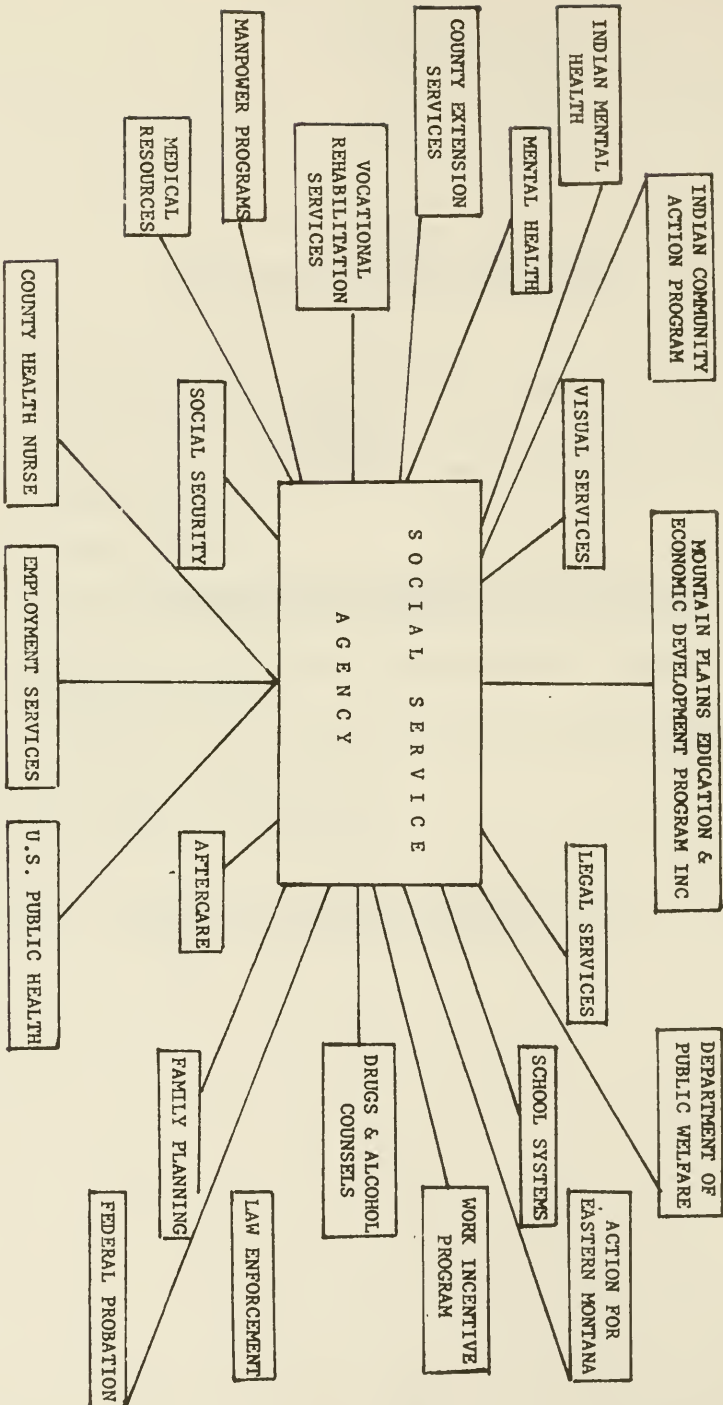 INDIAN COMMUNITY
ACTION PROGRAM
MOUNTAIN PLAINS EDUCATION &
ECONOMIC DEVELOPMENT PROGRAM INC
DEPARTMENT OF
PUBLIC WELFARE
INDIAN MENTAL
HEALTH
VISUAL SERVICES
LEGAL SERVICES
ACTION FOR
EASTERN MONTANA
MENTAL HEALTH
SCHOOL SYSTEMS
COUNTY EXTENSION
SERVICES
WORK INCENTIVE
PROGRAM
SOCIAL SERVICE
AGENCY
VOCATIONAL
REHABILITATION
SERVICES
DRUGS & ALCOHOL
COUNSELS
MANPOWER PROGRAMS
LAW ENFORCEMENT
SOCIAL SECURITY
AFTERCARE
FAMILY PLANNING
MEDICAL
RESOURCES
FEDERAL PROBATION
COUNTY HEALTH NURSE
EMPLOYMENT SERVICES
U.S. PUBLIC HEALTH